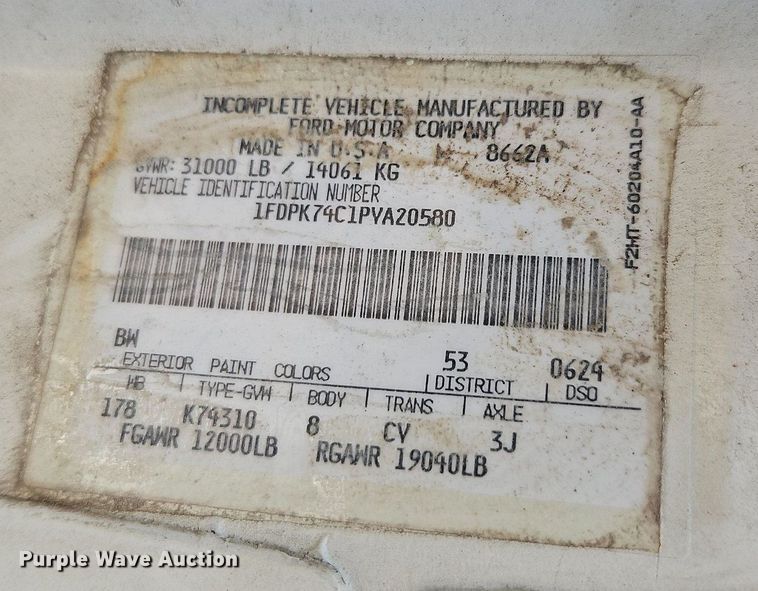 INCOMPLETE VEHICLE MANUFACTURED BY
FORD MOTOR COMPANY
MADE IN U.S.A 8662A
GVWR: 31000 LB / 14061 KG
VEHICLE IDENTIFICATION NUMBER
1FDPK74C1PVA20580
F2HT-60204A10-AA
BW 53 0624
EXTERIOR PAINT COLORS DISTRICT DSO
WB TYPE-GVW BODY TRANS AXLE
178 K74310 8 CV 3J
FGAWR 12000LB RGAWR 19040LB
Purple Wave Auction